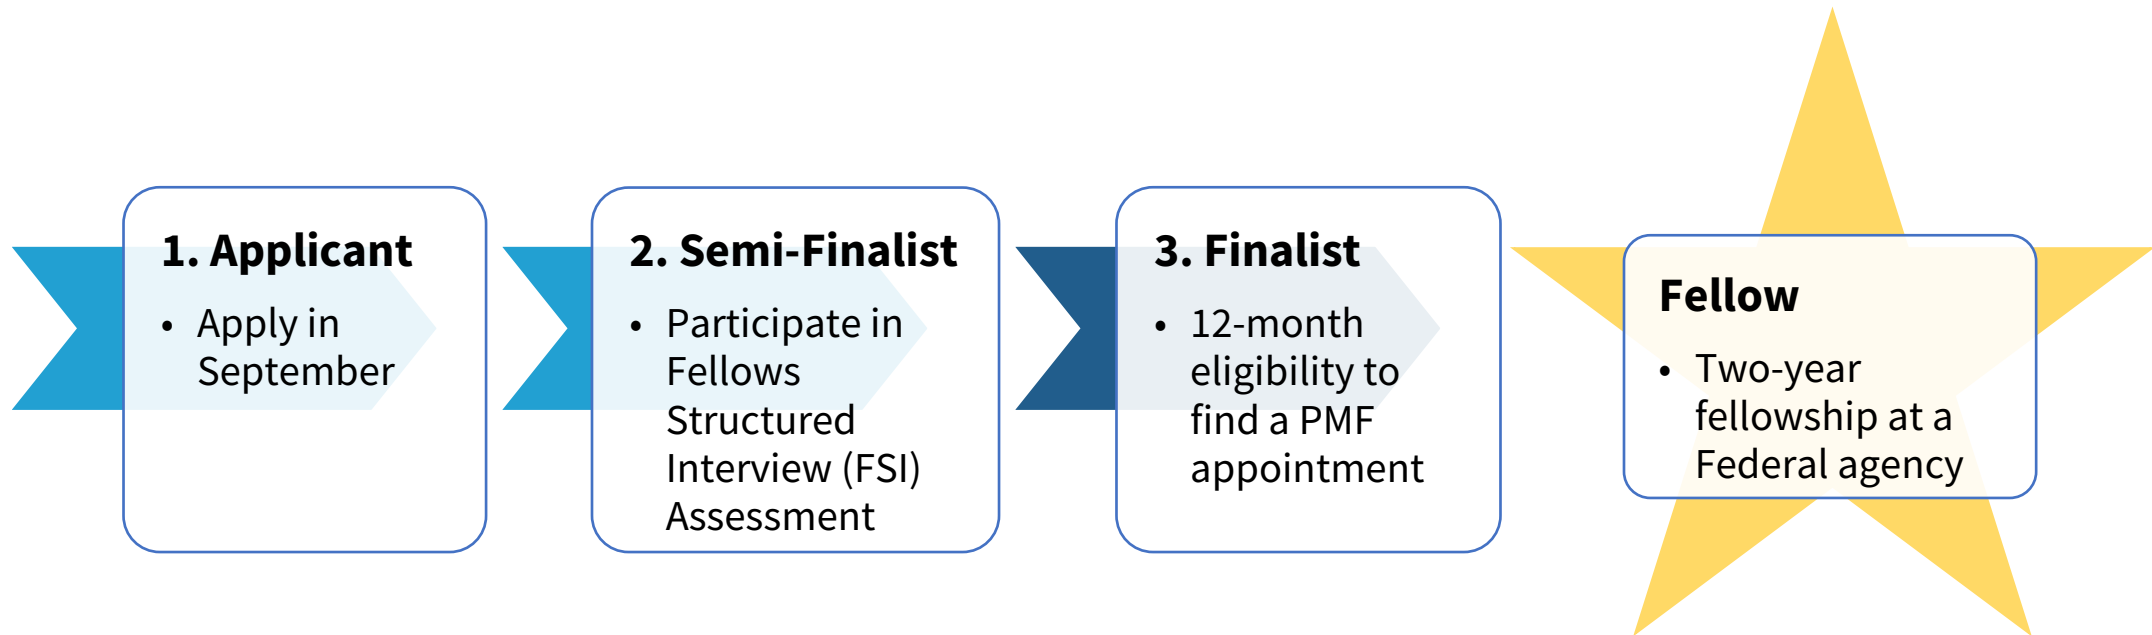 1. Applicant
• Apply in
September
2. Semi-Finalist
• Participate in
Fellows
Structured
Interview (FSI)
Assessment
3. Finalist
• 12-month
eligibility to
find a PMF
appointment
Fellow
• Two-year
fellowship at a
Federal agency